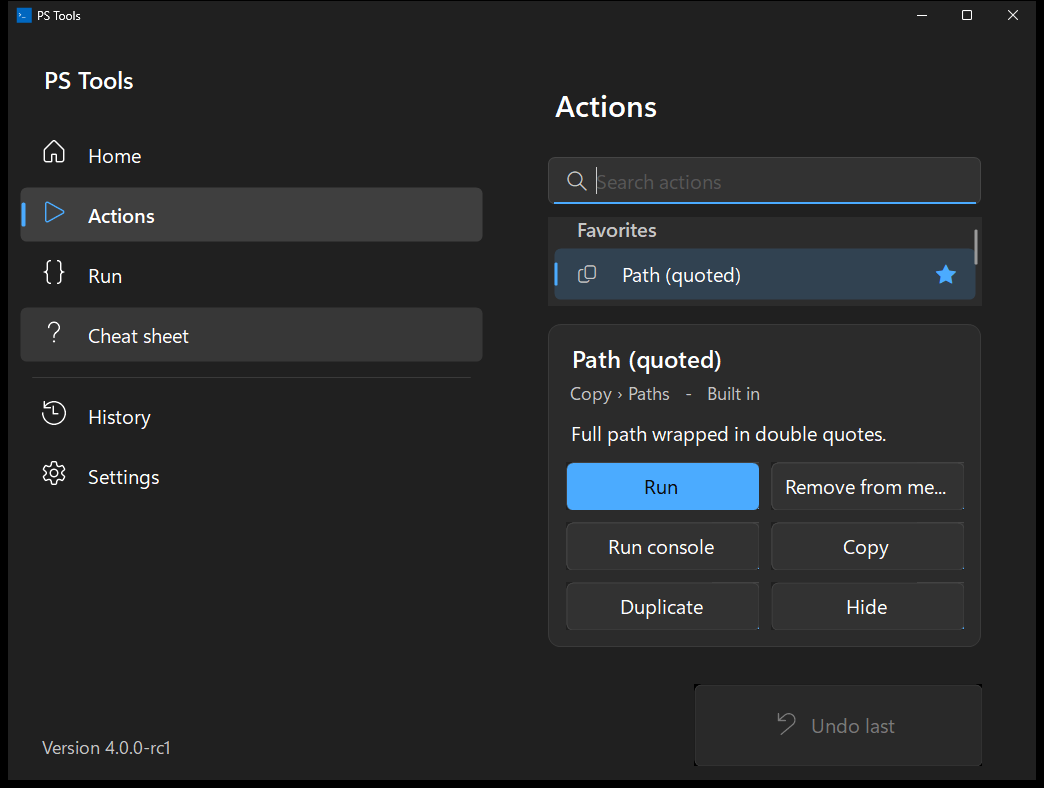 PS Tools
PS Tools
Home
Actions
Run
Cheat sheet
History
Settings
Version 4.0.0-rc1
Actions
Search actions
Favorites
Path (quoted)
Path (quoted)
Copy › Paths - Built in
Full path wrapped in double quotes.
Run
Remove from me...
Run console
Copy
Duplicate
Hide
Undo last